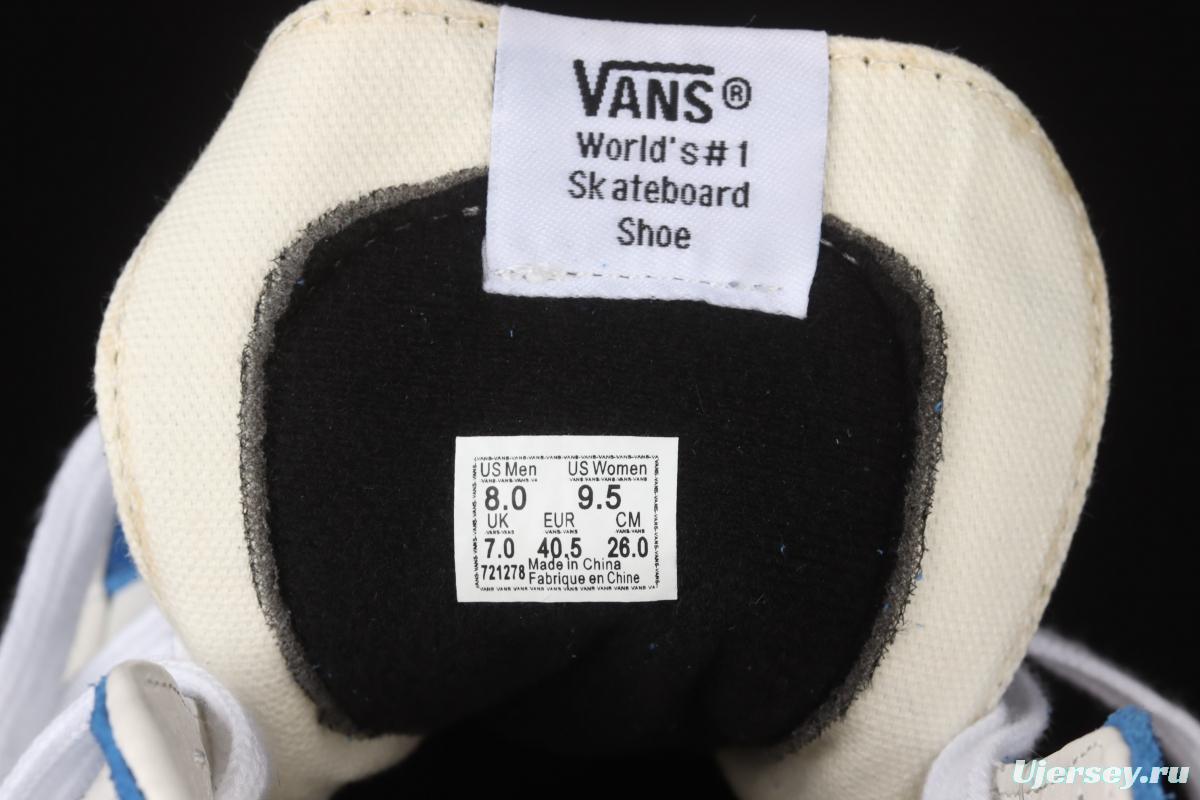 VANS®
World's#1
Skateboard
Shoe
US Men US Women
8.0 9.5
UK EUR CM
7.0 40.5 26.0
721278 Made in China
Fabrique en Chine
Ujersey.ru